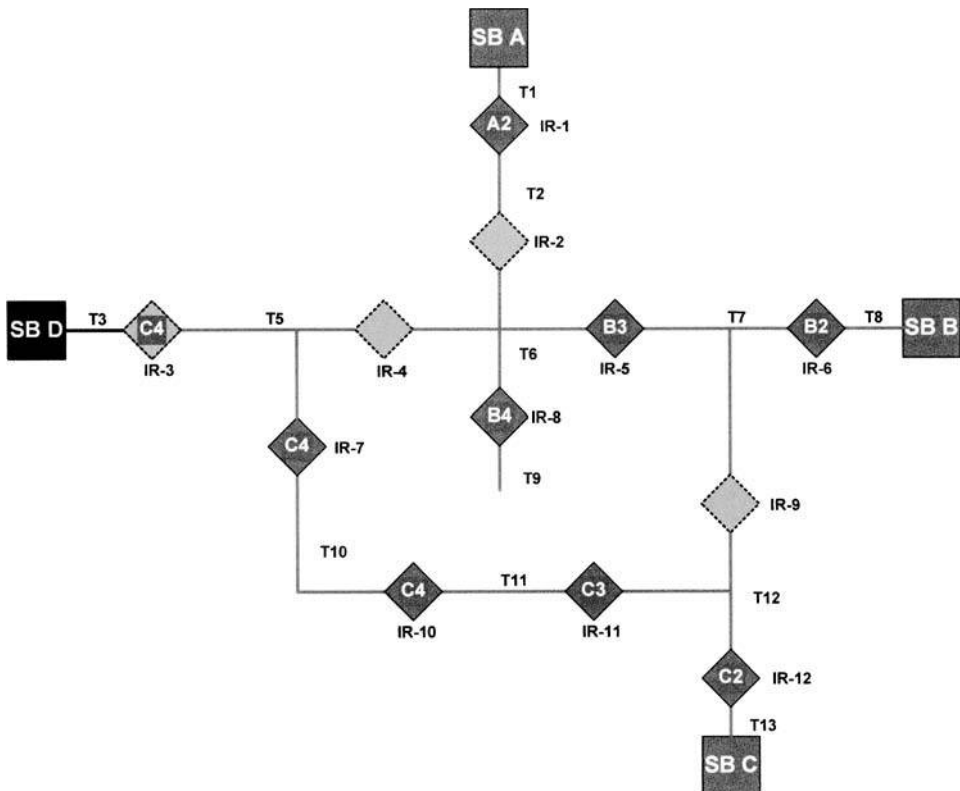 SB A
T1
A2 IR-1
T2
IR-2
SB D T3 C4 T5 T7 T8 SB B
B3 B2
T6
IR-3 IR-4 IR-5 IR-6
B4 IR-8
C4 IR-7
T9
IR-9
T10
T11
C4 C3 T12
IR-10 IR-11
C2 IR-12
T13
SB C